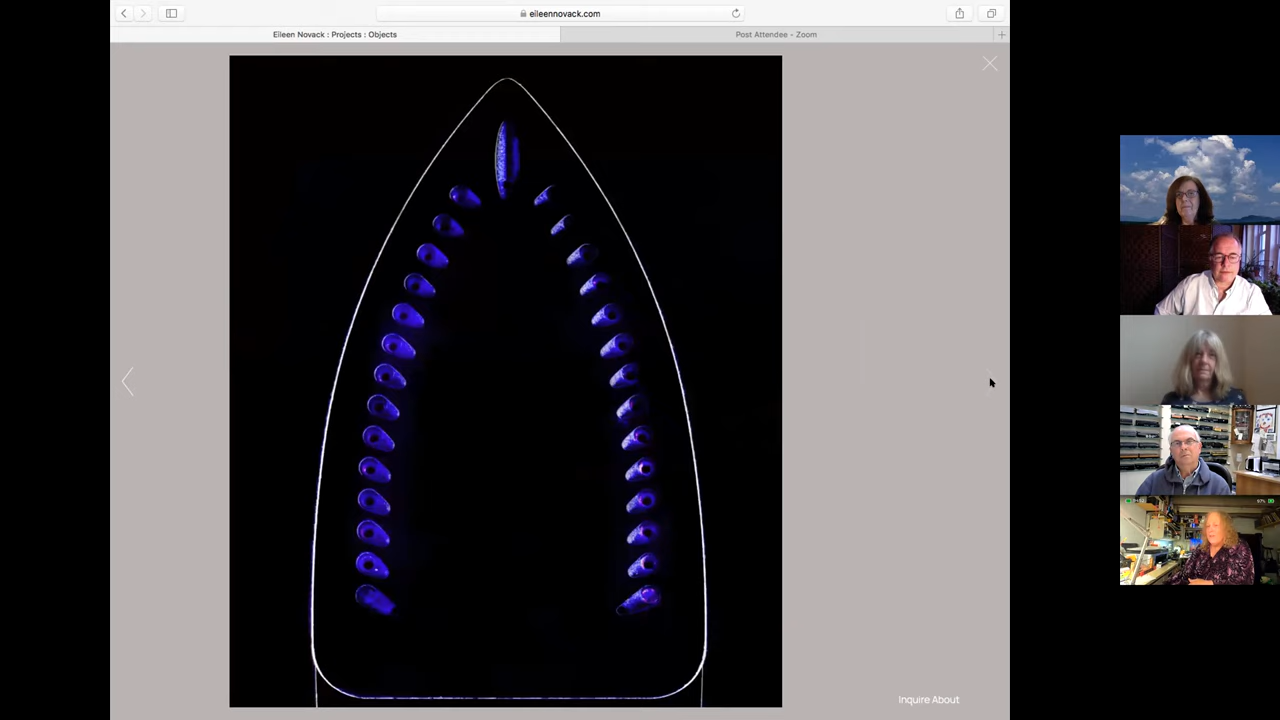 eileennovack.com
Eileen Novack : Projects : Objects
Post Attendee - Zoom
Inquire About